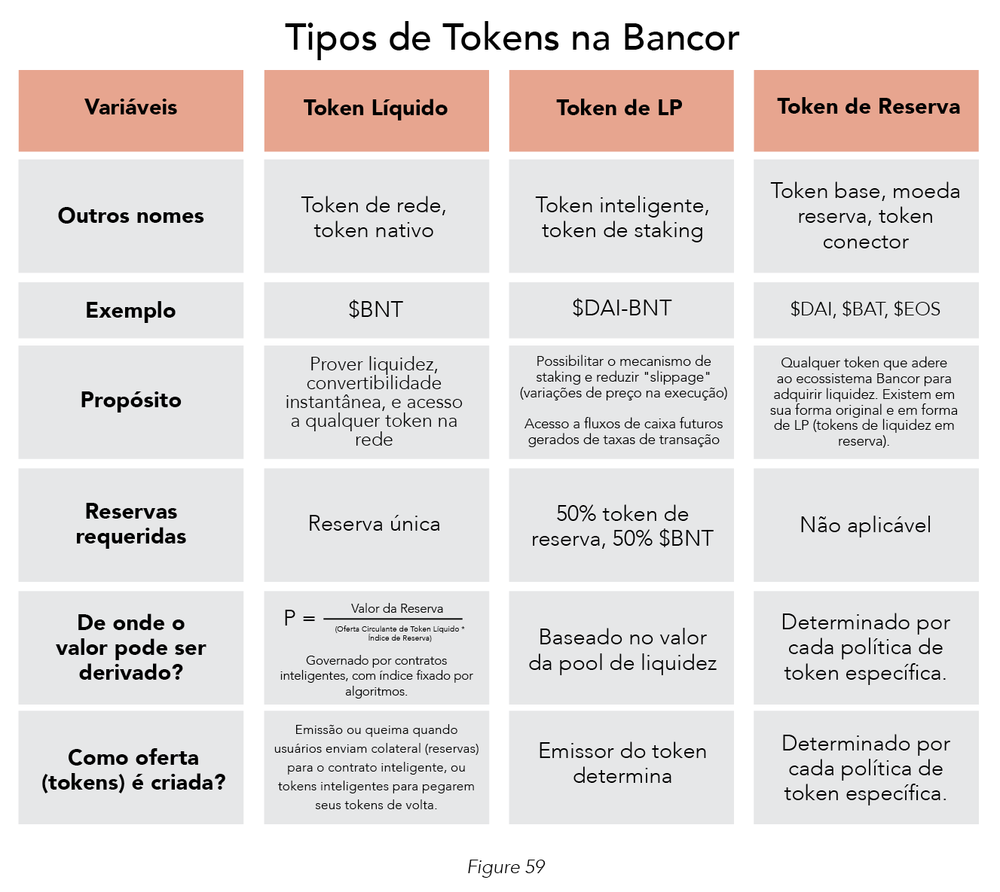 Tipos de Tokens na Bancor
Variáveis
Token Líquido
Token de LP
Token de Reserva
Outros nomes
Token de rede,
token nativo
Token inteligente,
token de staking
Token base, moeda
reserva, token
conector
Exemplo
$BNT
$DAI-BNT
$DAI, $BAT, $EOS
Propósito
Prover liquidez,
convertibilidade
instantânea, e acesso
a qualquer token na
rede
Possibilitar o mecanismo de
staking e reduzir "slippage"
(variações de preço na execução)
Acesso a fluxos de caixa futuros
gerados de taxas de transação
Qualquer token que adere
ao ecossistema Bancor para
adquirir liquidez. Existem em
sua forma original e em forma
de LP (tokens de liquidez em
reserva).
Reservas
requeridas
Reserva única
50% token de
reserva, 50% $BNT
Não aplicável
De onde o
valor pode ser
derivado?
P =
Valor da Reserva
(Oferta Circulante de Token Líquido *
Índice de Reserva)
Governado por contratos
inteligentes, com índice fixado por
algoritmos.
Baseado no valor
da pool de liquidez
Determinado por
cada política de
token específica.
Como oferta
(tokens) é criada?
Emissão ou queima quando
usuários enviam colateral (reservas)
para o contrato inteligente, ou
tokens inteligentes para pegarem
seus tokens de volta.
Emissor do token
determina
Determinado por
cada política de
token específica.
Figure 59